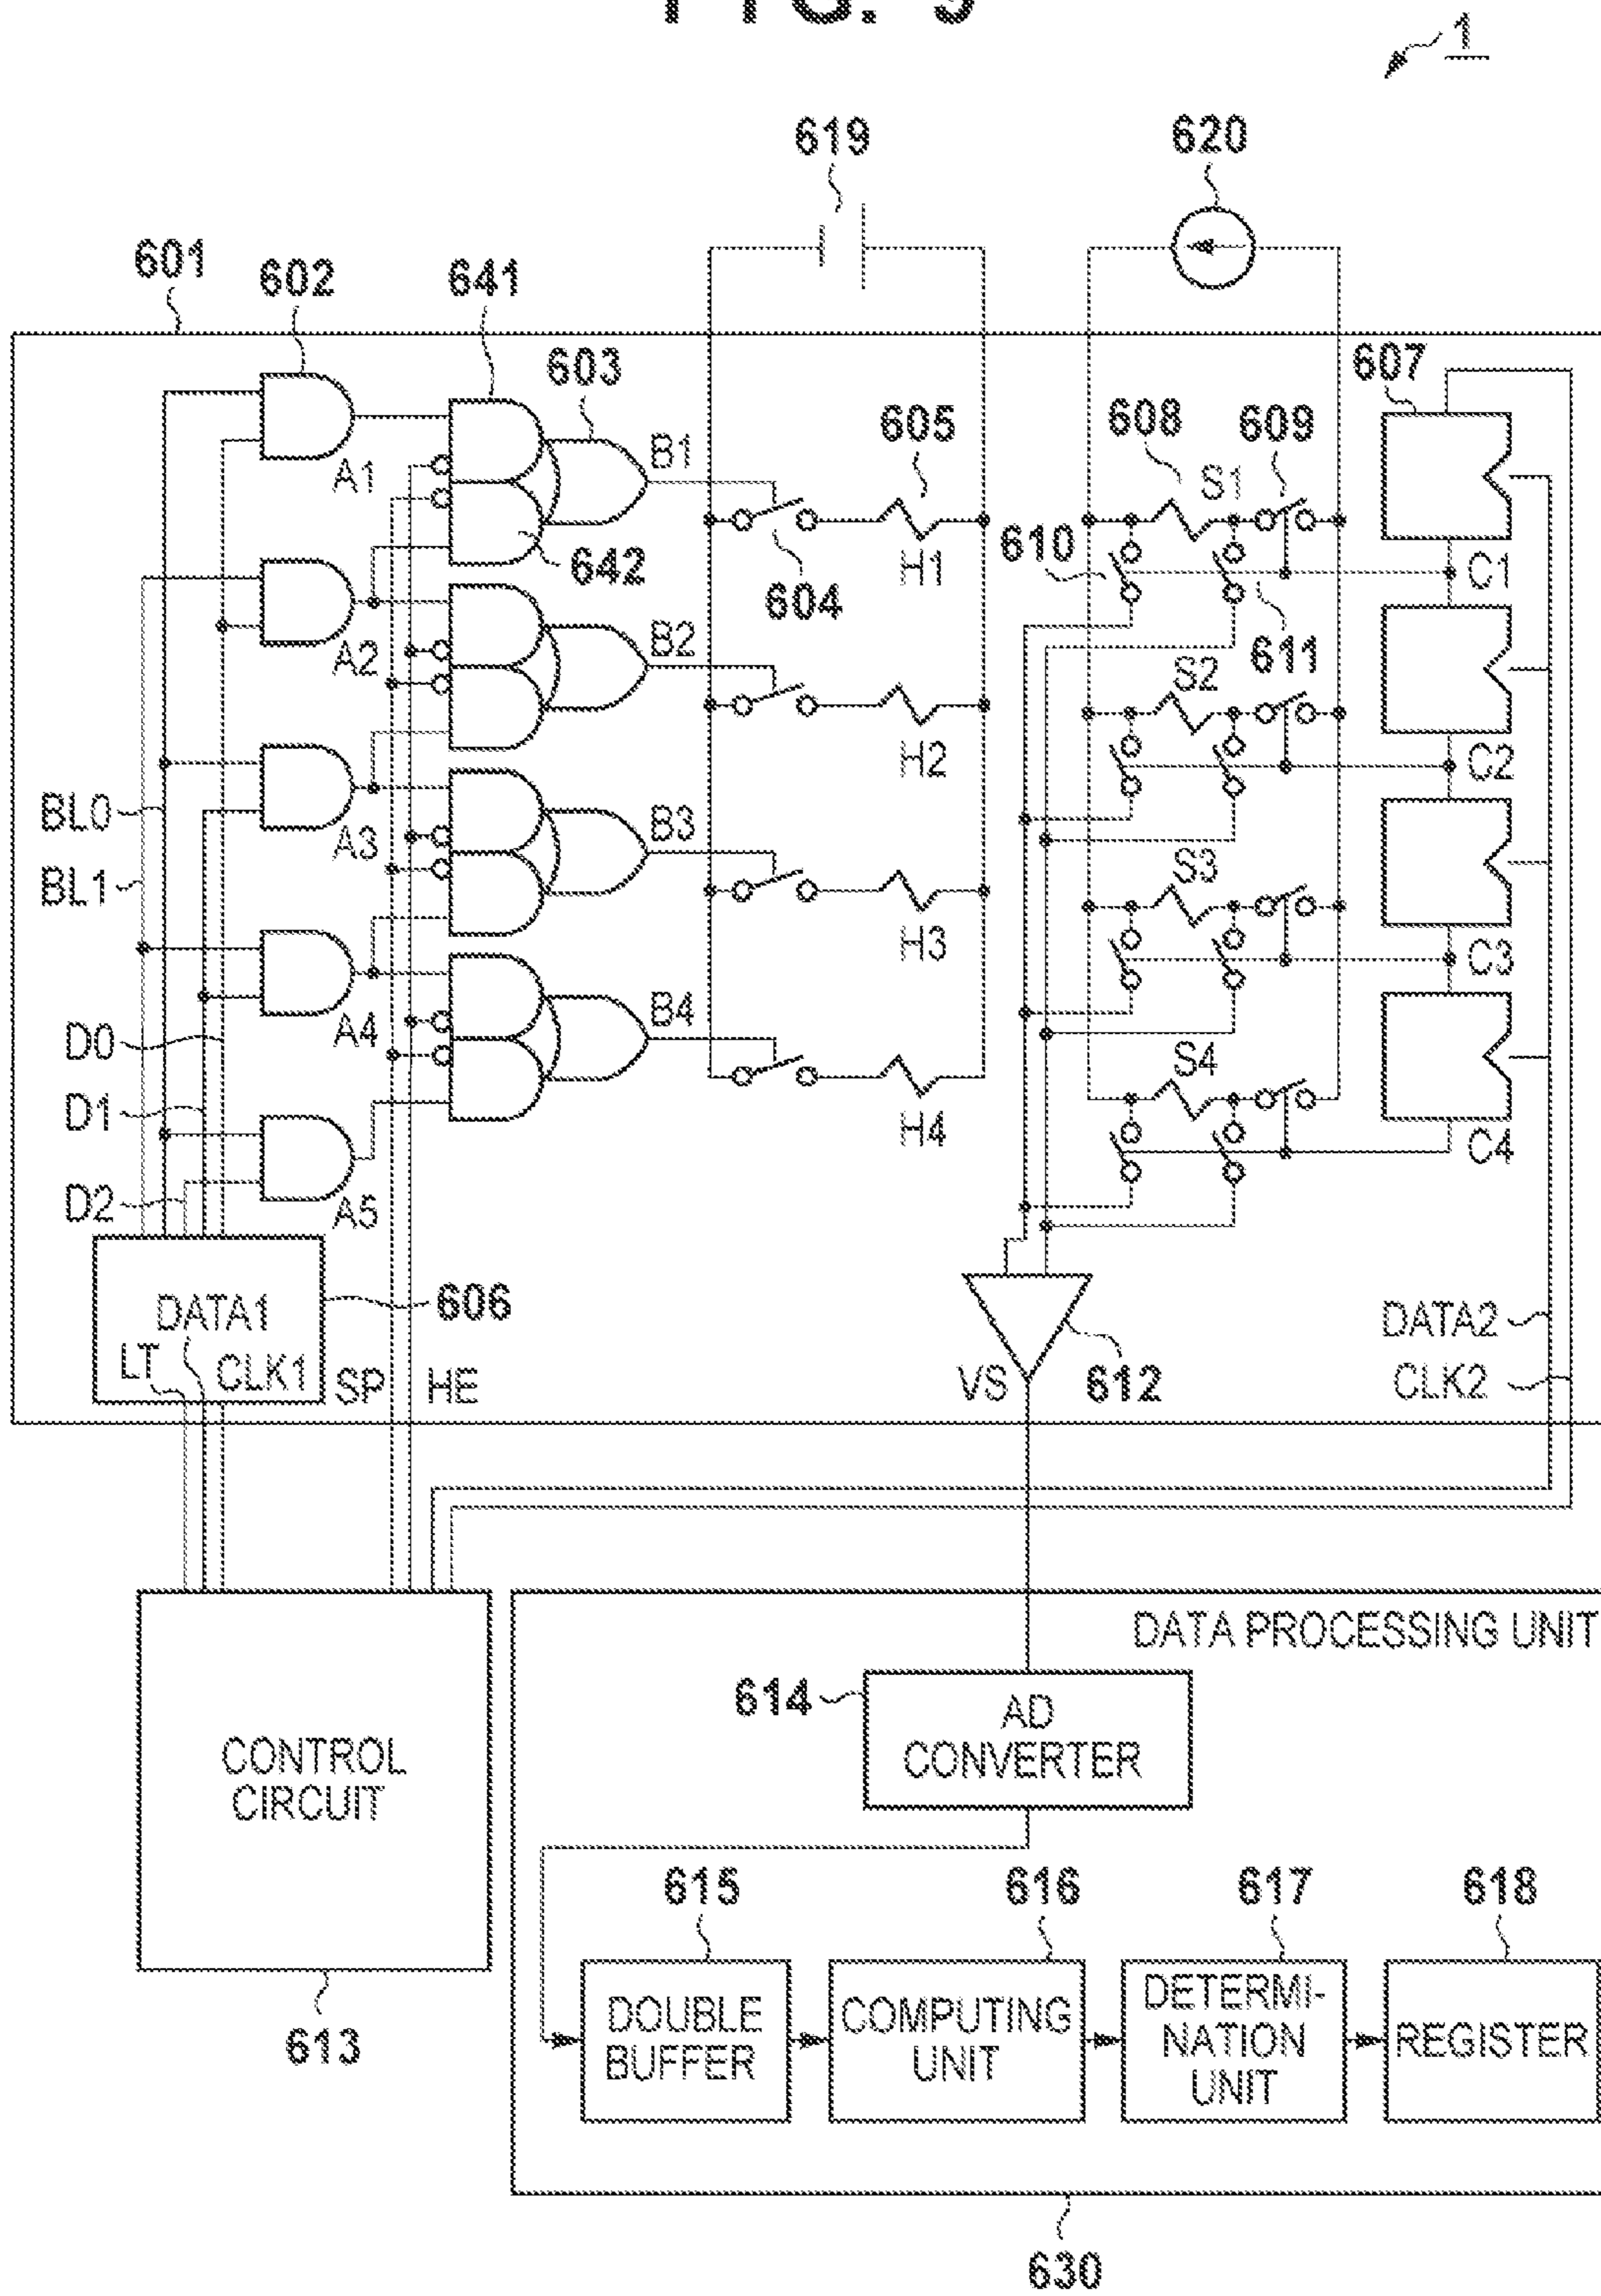 1
619
620
601
602
641
603
607
605
608
609
B1
S1
A1
610
642
H1
C1
604
611
A2
B2
S2
H2
C2
BL0
A3
B3
S3
BL1
H3
C3
D0
A4
B4
S4
D1
H4
C4
D2
A5
DATA1
606
DATA2
LT
CLK1
SP
HE
VS
612
CLK2
DATA PROCESSING UNIT
614
AD
CONVERTER
CONTROL
CIRCUIT
615
616
617
618
613
DOUBLE
BUFFER
COMPUTING
UNIT
DETERMI-
NATION
UNIT
REGISTER
630